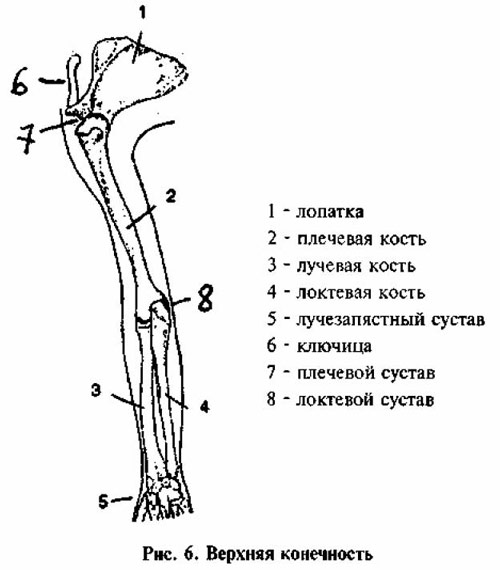 1
6
7
2
8
3
4
5
1 - лопатка
2 - плечевая кость
3 - лучевая кость
4 - локтевая кость
5 - лучезапястный сустав
6 - ключица
7 - плечевой сустав
8 - локтевой сустав
Рис. 6. Верхняя конечность